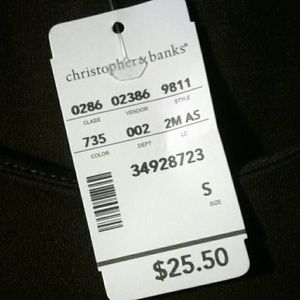 christopher & banks®
0286 02386 9811
CLASS VENDOR STYLE
735 002 2M AS
COLOR DEPT LC
34928723
S
SIZE
$25.50